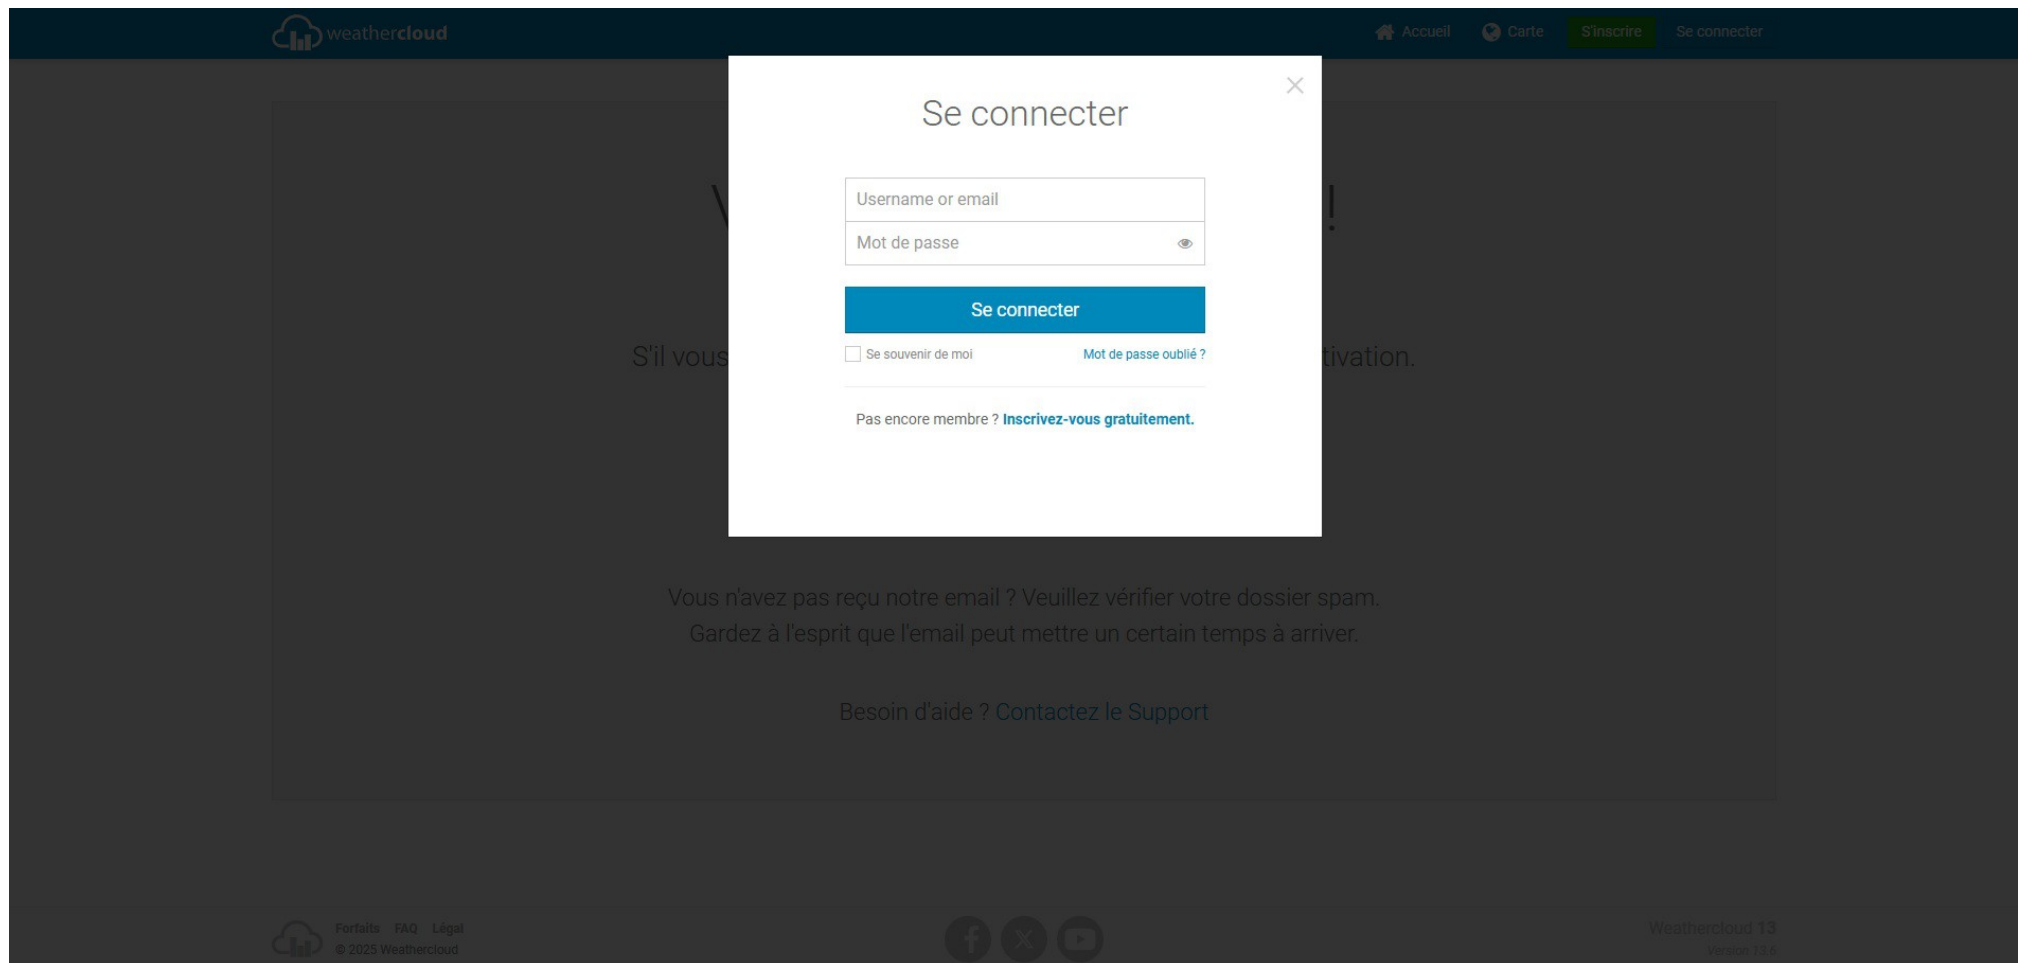 weathercloud
Accueil Carte S'inscrire Se connecter
Se connecter
!
Username or email
Mot de passe
Se connecter
Se souvenir de moi Mot de passe oublié ?
S'il vous tivation.
Pas encore membre ? Inscrivez-vous gratuitement.
Vous n'avez pas reçu notre email ? Veuillez vérifier votre dossier spam.
Gardez à l'esprit que l'email peut mettre un certain temps à arriver.
Besoin d'aide ? Contactez le Support
Forfaits FAQ Légal
© 2025 Weathercloud
Weathercloud 13
Version 13.6